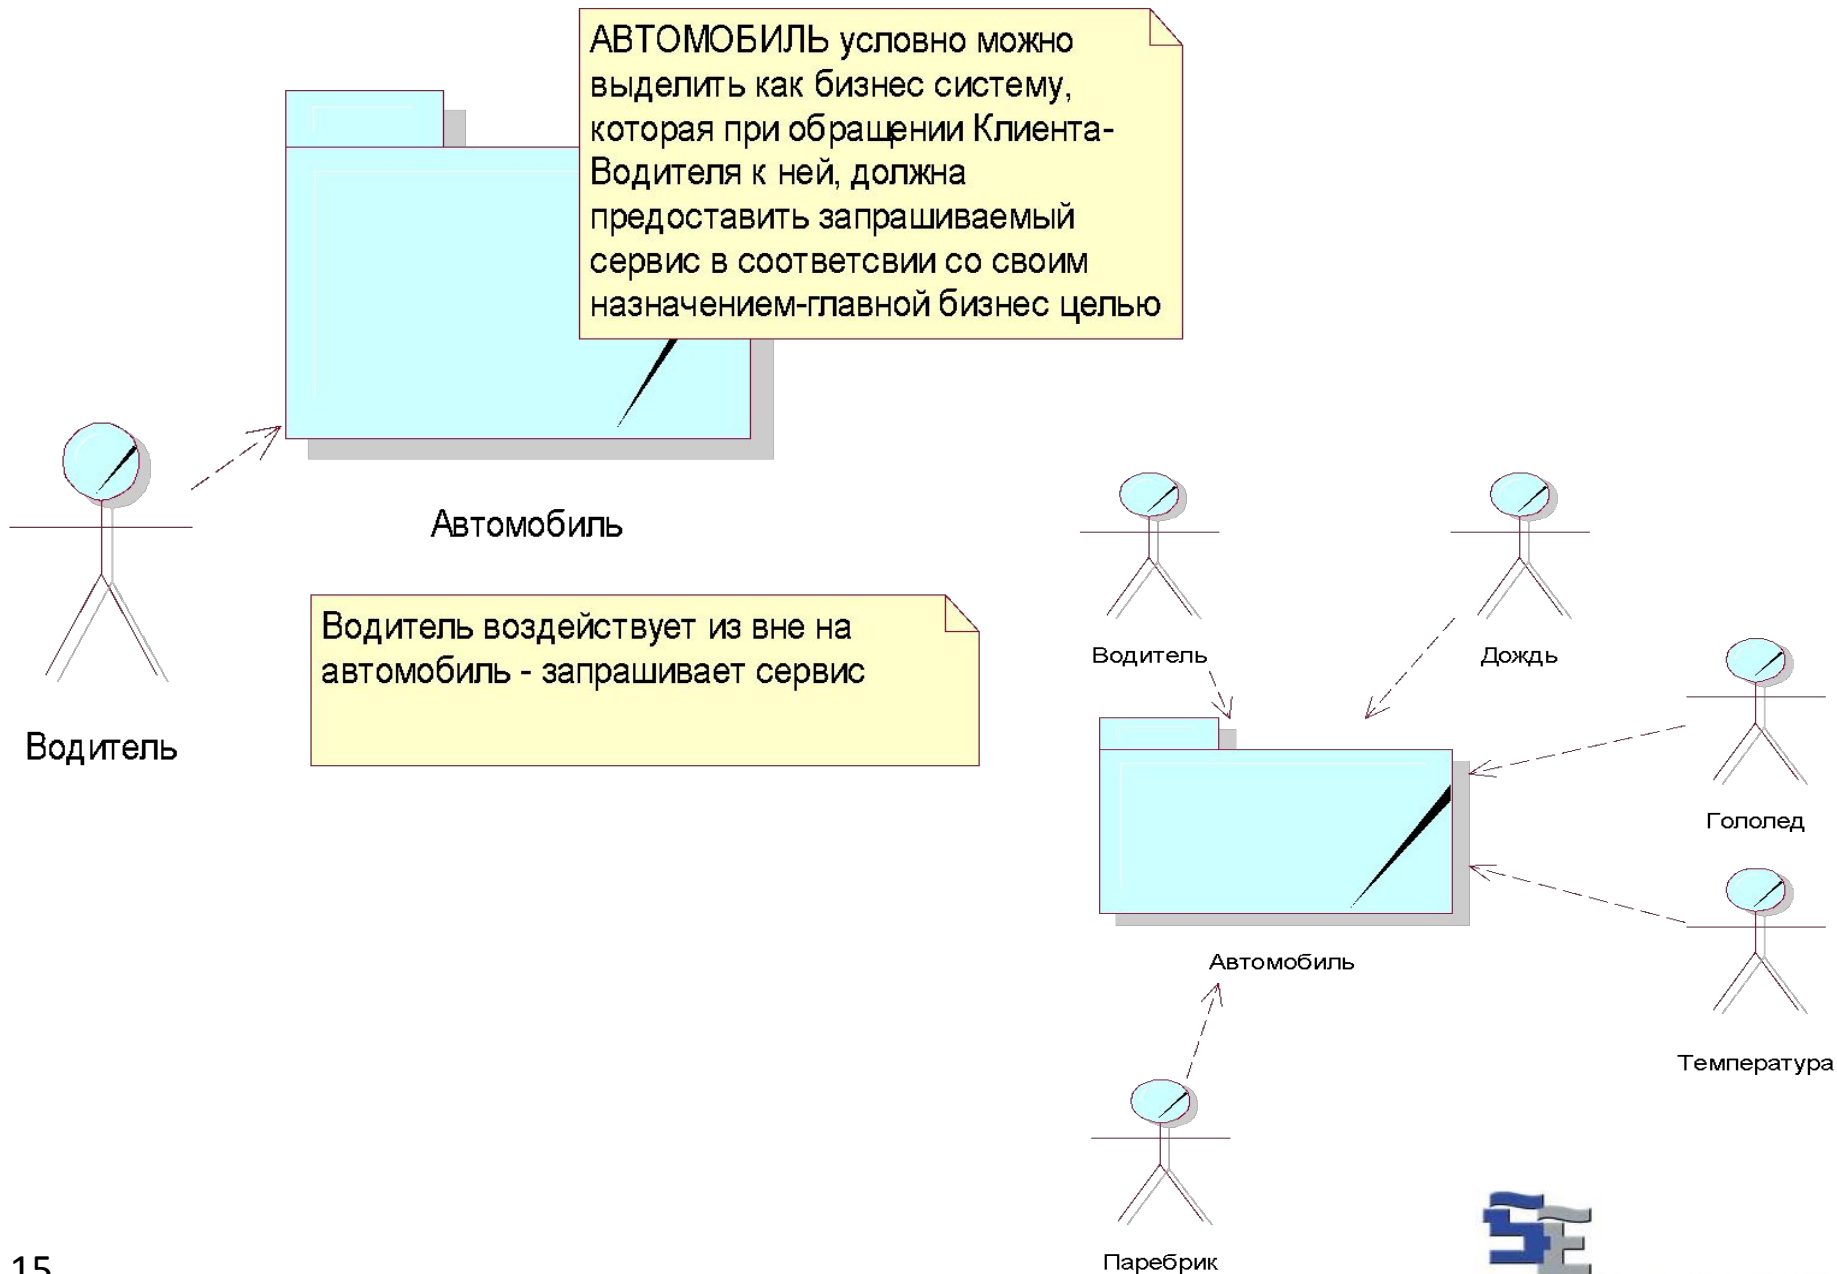 АВТОМОБИЛЬ условно можно
выделить как бизнес систему,
которая при обращении Клиента-
Водителя к ней, должна
предоставить запрашиваемый
сервис в соответсвии со своим
назначением-главной бизнес целью
Автомобиль
Водитель воздействует из вне на
автомобиль - запрашивает сервис
Водитель
Водитель
Дождь
Гололед
Автомобиль
Температура
Паребрик
15